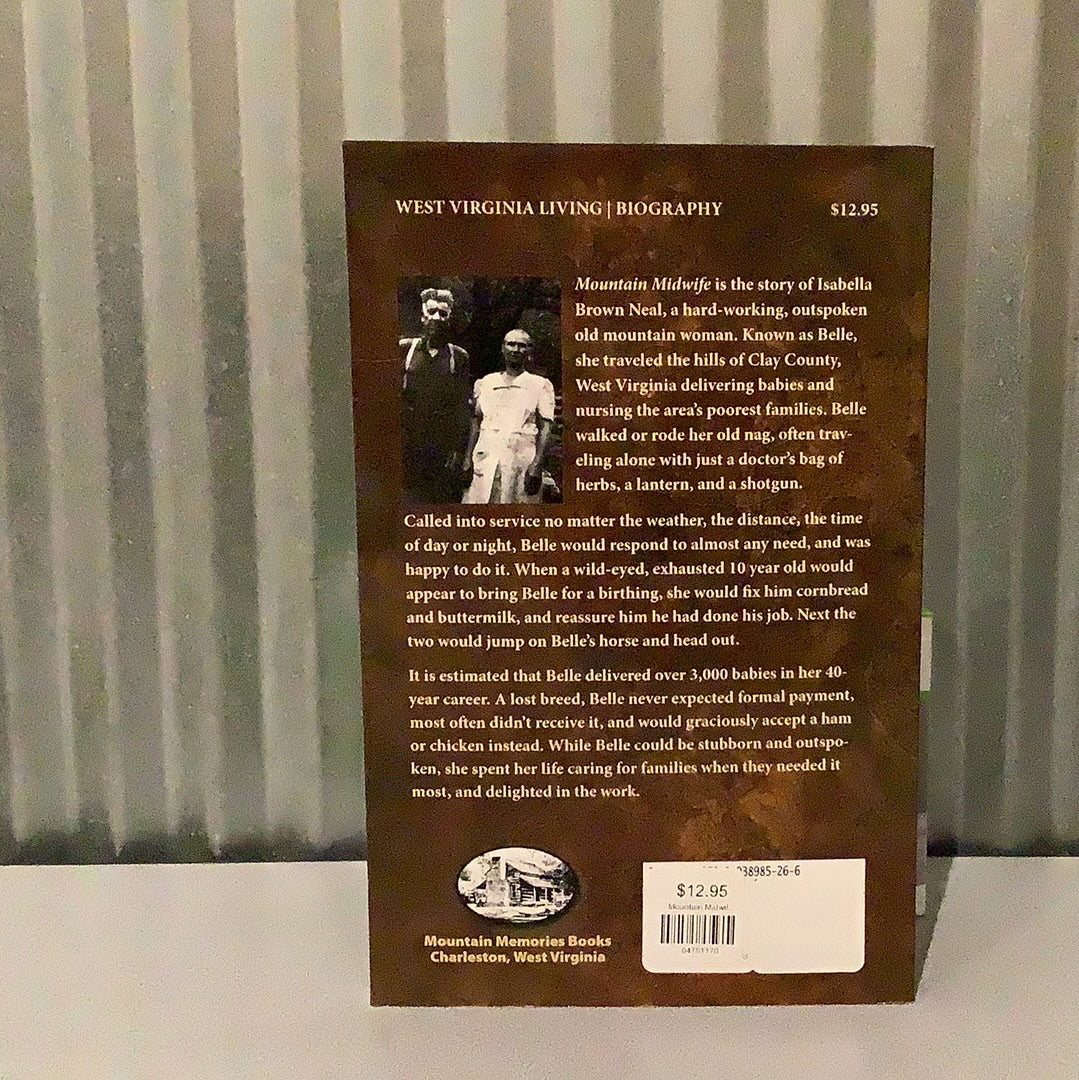 WEST VIRGINIA LIVING | BIOGRAPHY $12.95
Mountain Midwife is the story of Isabella
Brown Neal, a hard-working, outspoken
old mountain woman. Known as Belle,
she traveled the hills of Clay County,
West Virginia delivering babies and
nursing the area's poorest families. Belle
walked or rode her old nag, often trav-
eling alone with just a doctor's bag of
herbs, a lantern, and a shotgun.
Called into service no matter the weather, the distance, the time
of day or night, Belle would respond to almost any need, and was
happy to do it. When a wild-eyed, exhausted 10 year old would
appear to bring Belle for a birthing, she would fix him cornbread
and buttermilk, and reassure him he had done his job. Next the
two would jump on Belle's horse and head out.
It is estimated that Belle delivered over 3,000 babies in her 40-
year career. A lost breed, Belle never expected formal payment,
most often didn't receive it, and would graciously accept a ham
or chicken instead. While Belle could be stubborn and outspo-
ken, she spent her life caring for families when they needed it
most, and delighted in the work.
Mountain Memories Books
Charleston, West Virginia
38985-26-6
$12.95
Mountain Midwif